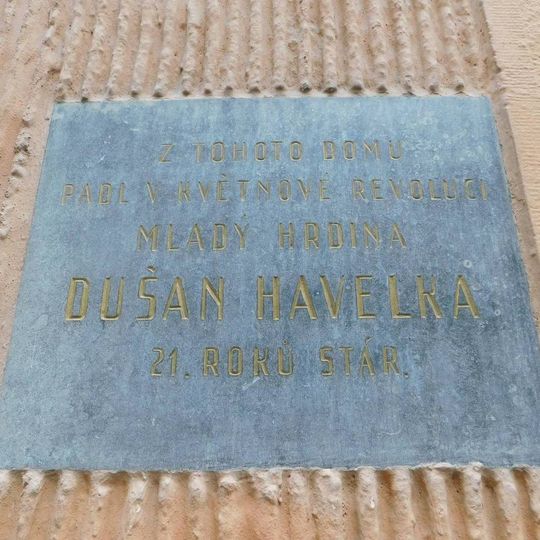 Z TOHOTO DOMU
PADL V KVĚTNOVÉ REVOLUCI
MLADÝ HRDINA
DUŠAN HAVELKA
21. ROKŮ STÁR.